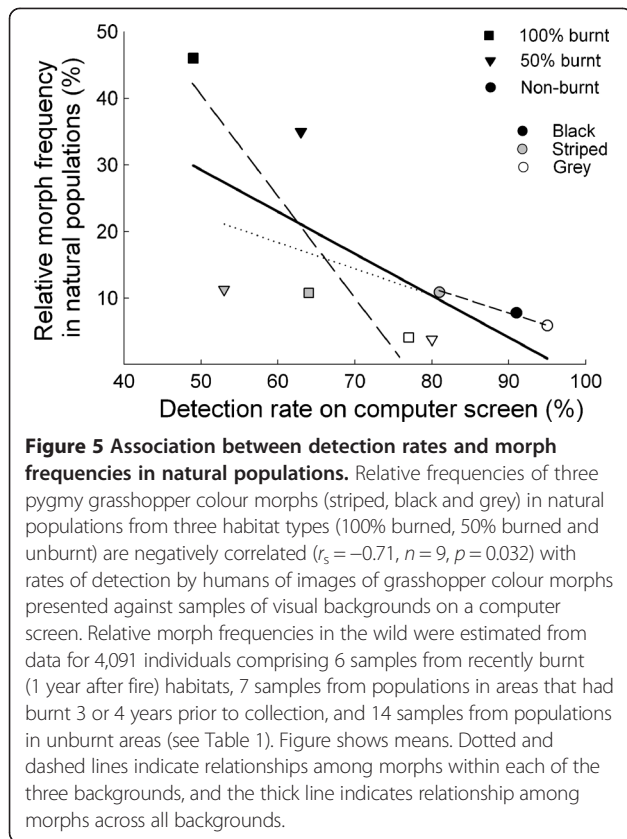 50
40
30
20
10
40
50
60
70
80
90
100
Relative morph frequency
in natural populations (%)
Detection rate on computer screen (%)
100% burnt
50% burnt
Non-burnt
Black
Striped
Grey
Figure 5 Association between detection rates and morph
frequencies in natural populations. Relative frequencies of three
pygmy grasshopper colour morphs (striped, black and grey) in natural
populations from three habitat types (100% burned, 50% burned and
unburnt) are negatively correlated (rs = −0.71, n = 9, p = 0.032) with
rates of detection by humans of images of grasshopper colour morphs
presented against samples of visual backgrounds on a computer
screen. Relative morph frequencies in the wild were estimated from
data for 4,091 individuals comprising 6 samples from recently burnt
(1 year after fire) habitats, 7 samples from populations in areas that had
burnt 3 or 4 years prior to collection, and 14 samples from populations
in unburnt areas (see Table 1). Figure shows means. Dotted and
dashed lines indicate relationships among morphs within each of the
three backgrounds, and the thick line indicates relationship among
morphs across all backgrounds.